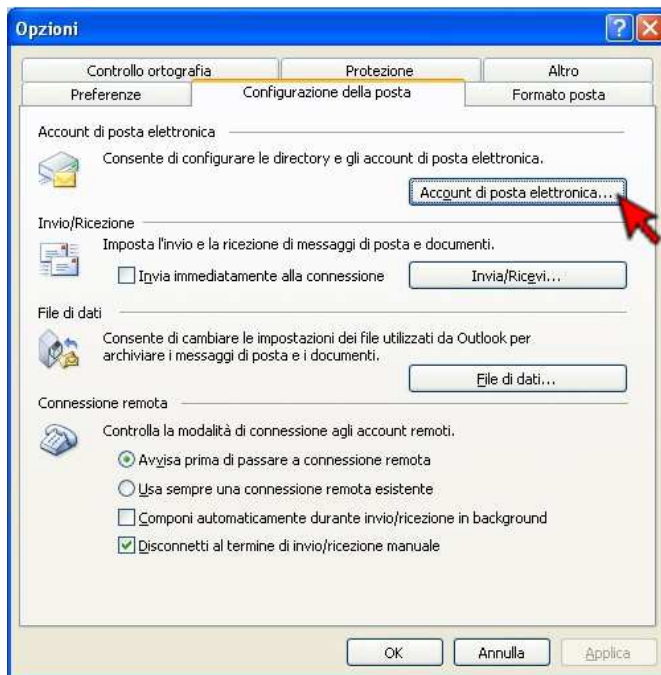 Opzioni
Controllo ortografia Protezione Altro
Preferenze Configurazione della posta Formato posta
Account di posta elettronica
Consente di configurare le directory e gli account di posta elettronica.
Account di posta elettronica...
Invio/Ricezione
Imposta l'invio e la ricezione di messaggi di posta e documenti.
Invia immediatamente alla connessione Invia/Ricevi...
File di dati
Consente di cambiare le impostazioni dei file utilizzati da Outlook per
archiviare i messaggi di posta e i documenti.
File di dati...
Connessione remota
Controlla la modalità di connessione agli account remoti.
Avvisa prima di passare a connessione remota
Usa sempre una connessione remota esistente
Componi automaticamente durante invio/ricezione in background
Disconnetti al termine di invio/ricezione manuale
OK Annulla Applica